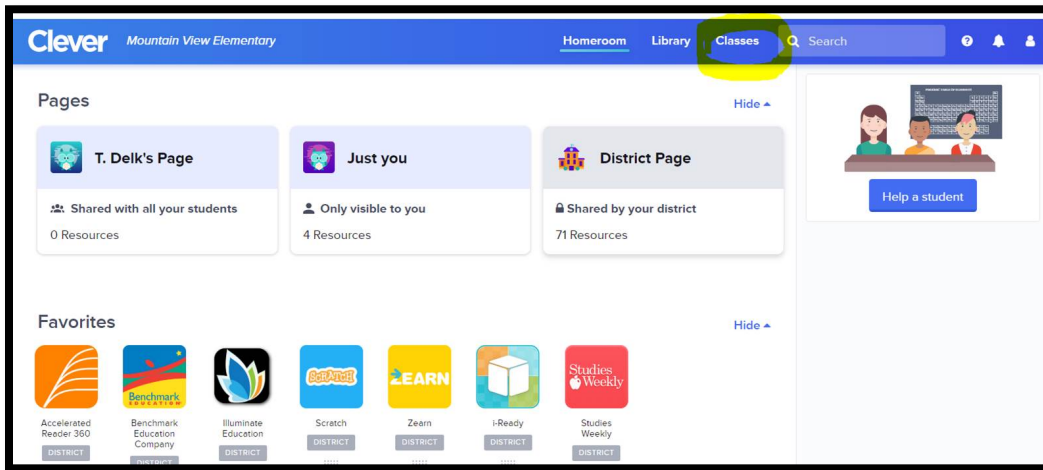 Clever Mountain View Elementary Homeroom Library Classes Search
Pages Hide
T. Delk's Page
Shared with all your students
0 Resources
Just you
Only visible to you
4 Resources
District Page
Shared by your district
71 Resources
Help a student
Favorites Hide
Benchmark
EDUCATION
SCRATCH
ZEARN
Studies
Weekly
Accelerated
Reader 360
DISTRICT
Benchmark
Education
Company
DISTRICT
Illuminate
Education
DISTRICT
Scratch
DISTRICT
Zearn
DISTRICT
i-Ready
DISTRICT
Studies
Weekly
DISTRICT